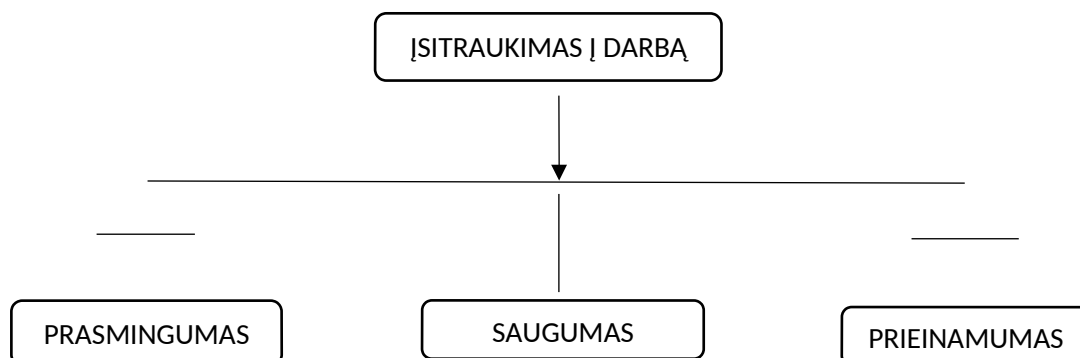 ĮSITRAUKIMAS Į DARBĄ
PRASMINGUMAS
SAUGUMAS
PRIEINAMUMAS